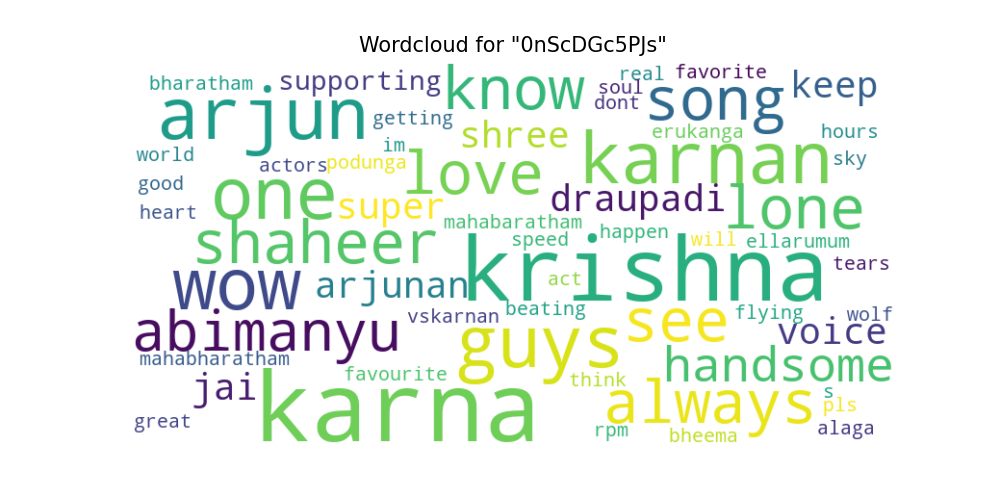 Wordcloud for "0nScDGc5PJs"
bharatham supporting know real favorite
soul song keep
arjun getting dont
shree erukanga hours
im karnan
world actors podunga love sky
good one draupadi lone
heart super
mahabaratham
shaheer speed happen will ellarumum
krishna tears
wow arjunan act
vskarnan beating flying wolf
abimanyu guys see voice
mahabharatham handsome
jai favourite think
karna always s
pls
great rpm bheema alaga